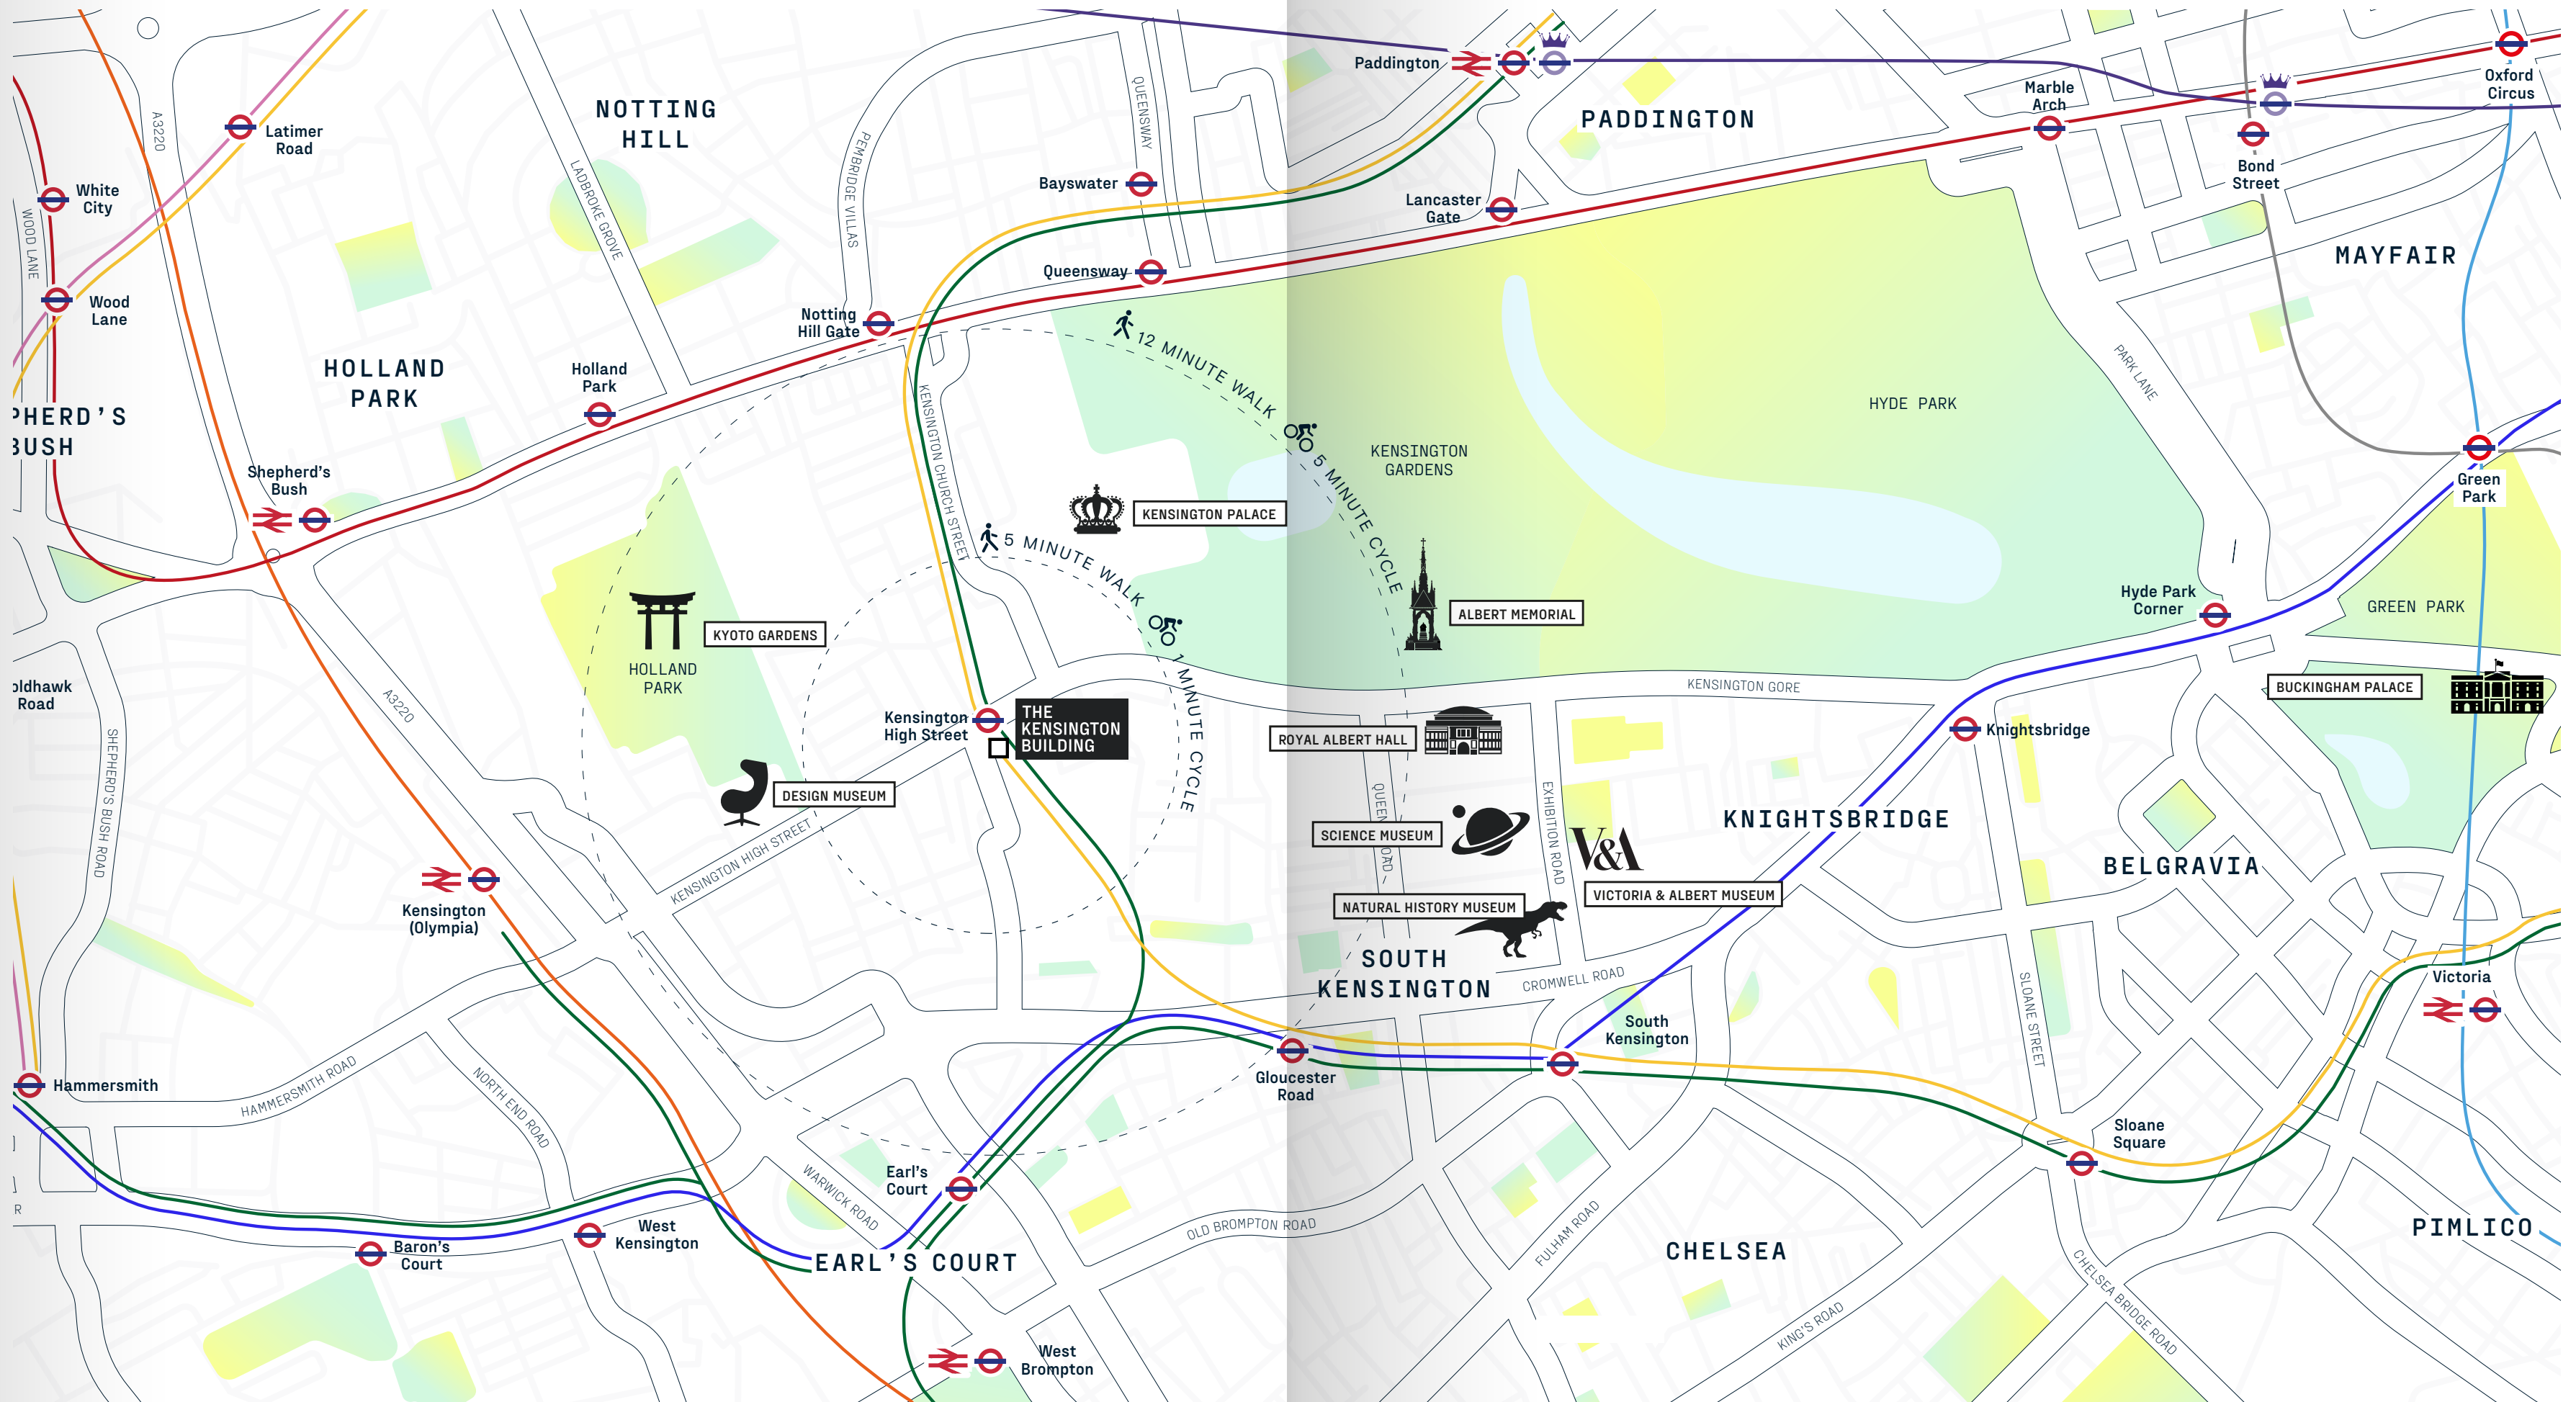 Paddington
Oxford
Circus
Marble
Arch
NOTTING
HILL
PADDINGTON
A3220
Latimer
Road
QUEENSWAY
PEMBRIDGE VILLAS
Bond
Street
White
City
WOOD LANE
LADBROKE GROVE
Bayswater
Lancaster
Gate
MAYFAIR
Queensway
Wood
Lane
Notting
Hill Gate
12 MINUTE WALK
HOLLAND
PARK
Holland
Park
PARK LANE
HYDE PARK
PHERD'S
BUSH
KENSINGTON CHURCH STREET
KENSINGTON
GARDENS
5 MINUTE CYCLE
Shepherd's
Bush
Green
Park
KENSINGTON PALACE
5 MINUTE WALK
Hyde Park
Corner
GREEN PARK
ALBERT MEMORIAL
KYOTO GARDENS
HOLLAND
PARK
1 MINUTE CYCLE
oldhawk
Road
A3220
KENSINGTON GORE
BUCKINGHAM PALACE
Kensington
High Street
THE
KENSINGTON
BUILDING
ROYAL ALBERT HALL
Knightsbridge
SHEPHERD'S BUSH ROAD
DESIGN MUSEUM
QUEEN
ROAD
EXHIBITION ROAD
KNIGHTSBRIDGE
SCIENCE MUSEUM
V&A
KENSINGTON HIGH STREET
BELGRAVIA
VICTORIA & ALBERT MUSEUM
NATURAL HISTORY MUSEUM
Kensington
(Olympia)
SOUTH
KENSINGTON
CROMWELL ROAD
SLOANE STREET
Victoria
South
Kensington
Hammersmith
HAMMERSMITH ROAD
NORTH END ROAD
Gloucester
Road
Sloane
Square
Earl's
Court
WARWICK ROAD
R
West
Kensington
Baron's
Court
OLD BROMPTON ROAD
FULHAM ROAD
EARL'S COURT
CHELSEA
PIMLICO
CHELSEA BRIDGE ROAD
KING'S ROAD
West
Brompton